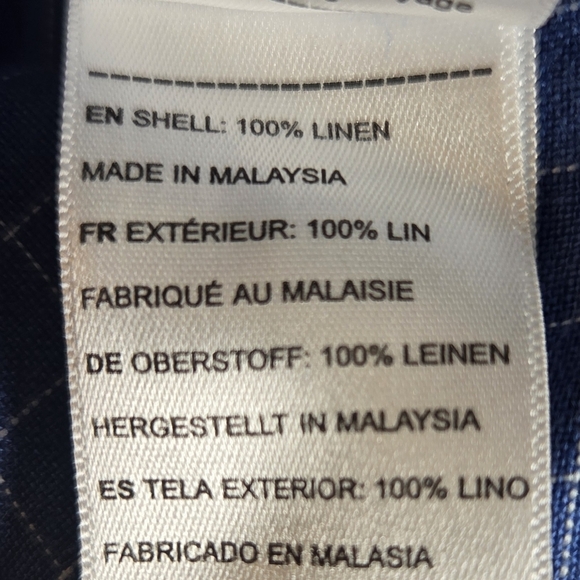 EN SHELL: 100% LINEN
MADE IN MALAYSIA
FR EXTÉRIEUR: 100% LIN
FABRIQUÉ AU MALAISIE
DE OBERSTOFF: 100% LEINEN
HERGESTELLT IN MALAYSIA
ES TELA EXTERIOR: 100% LINO
FABRICADO EN MALASIA